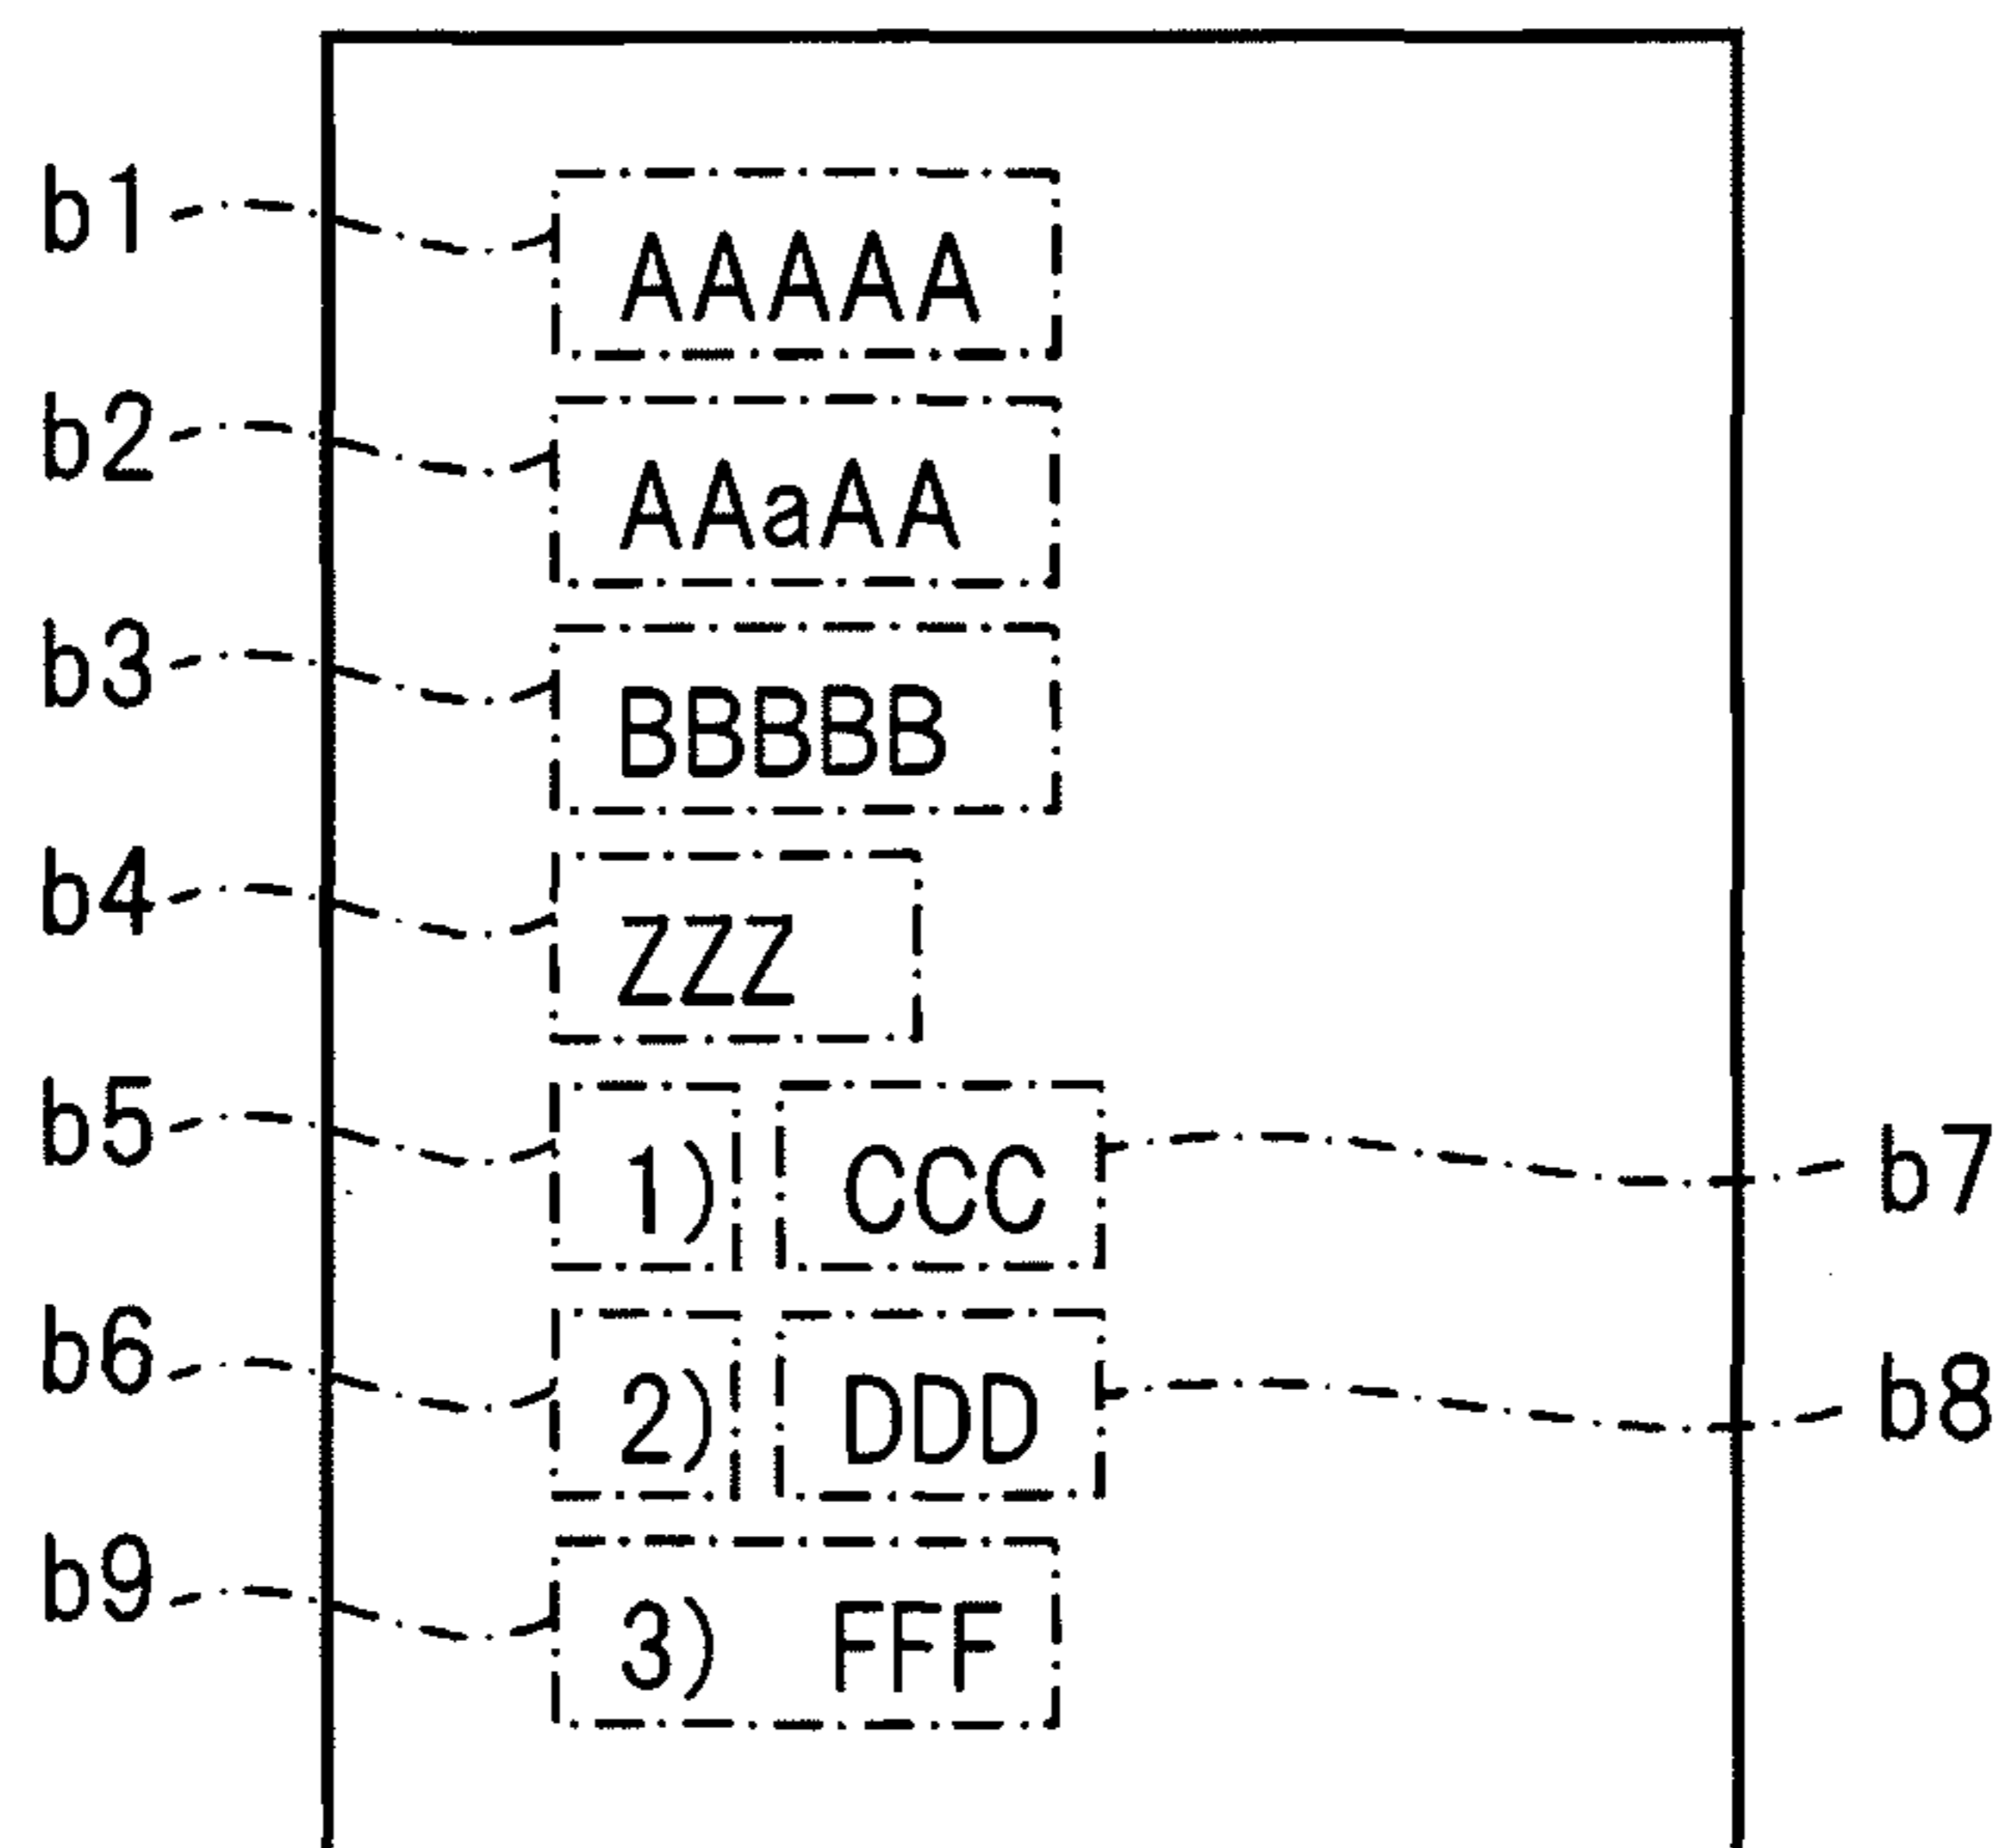 b1 AAAAA
b2 AAaAA
b3 BBBBB
b4 ZZZ
b5 1) CCC b7
b6 2) DDD b8
b9 3) FFF